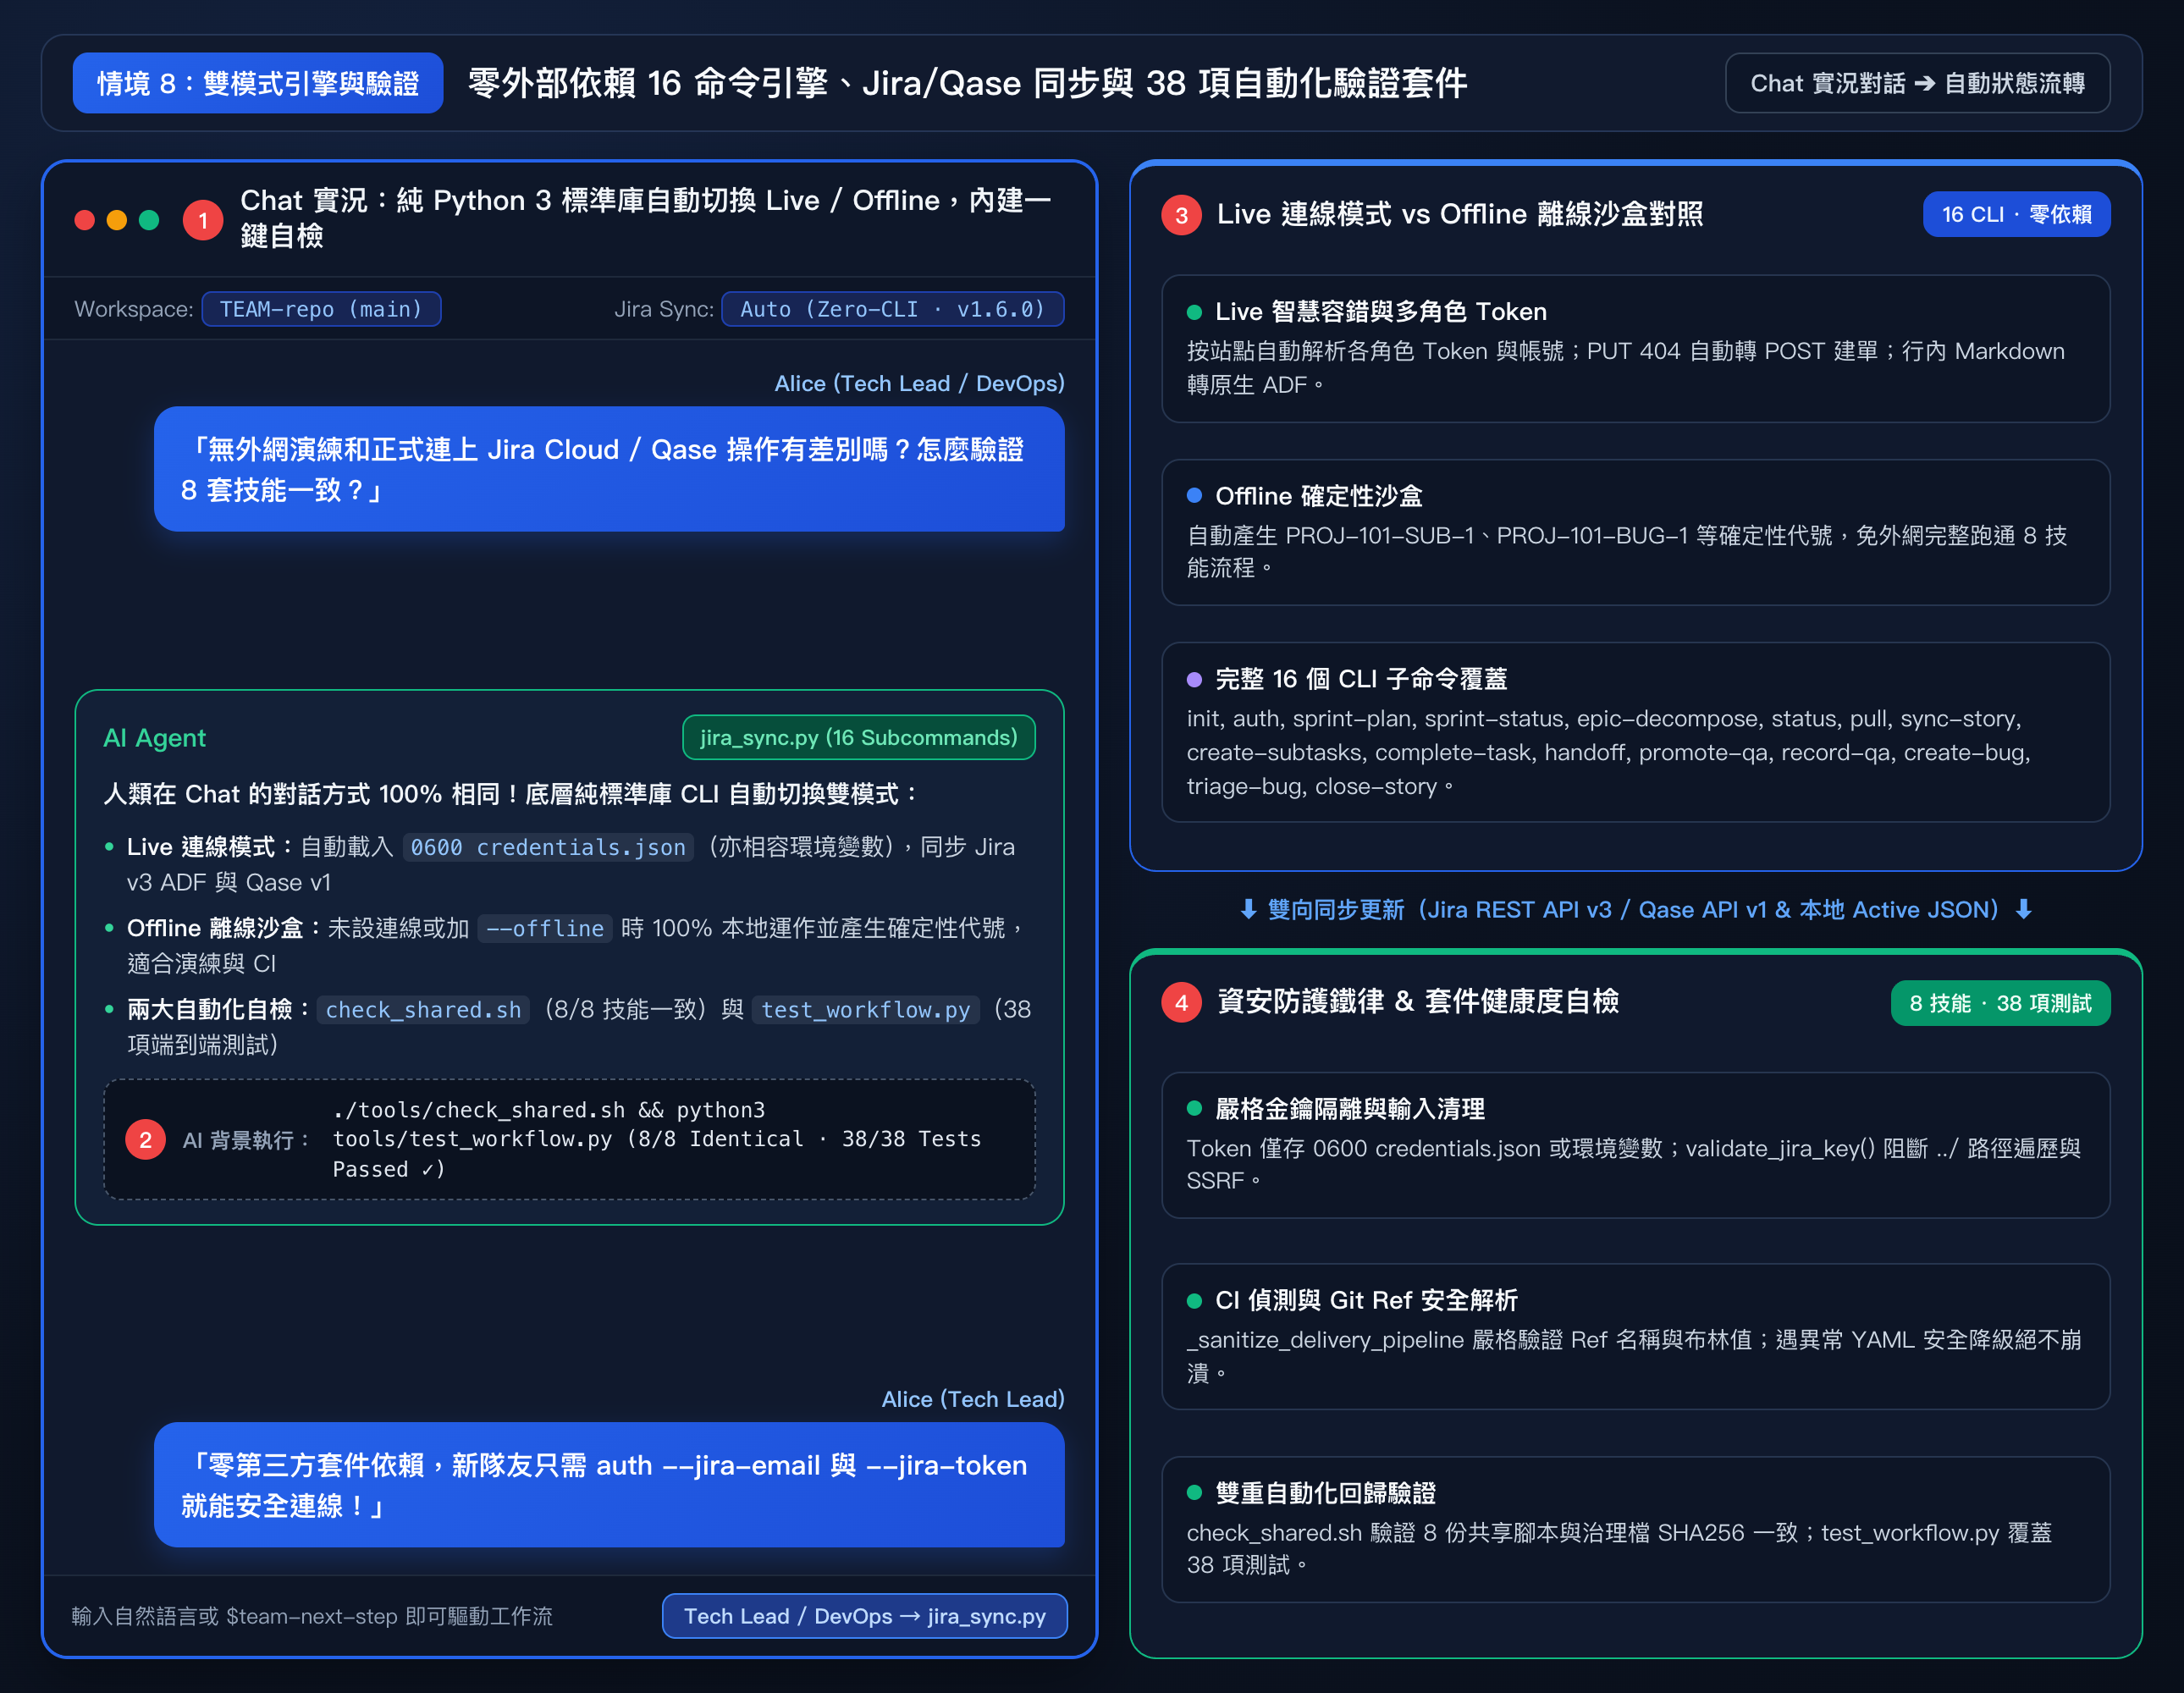 情境 8：雙模式引擎與驗證
零外部依賴 16 命令引擎、Jira/Qase 同步與 38 項自動化驗證套件
Chat 實況對話 ➔ 自動狀態流轉
1
Chat 實況：純 Python 3 標準庫自動切換 Live / Offline，內建一
鍵自檢
Workspace: TEAM-repo (main)
Jira Sync: Auto (Zero-CLI · v1.6.0)
Alice (Tech Lead / DevOps)
「無外網演練和正式連上 Jira Cloud / Qase 操作有差別嗎？怎麼驗證
8 套技能一致？」
AI Agent
jira_sync.py (16 Subcommands)
人類在 Chat 的對話方式 100% 相同！底層純標準庫 CLI 自動切換雙模式：
• Live 連線模式：自動載入 0600 credentials.json （亦相容環境變數），同步 Jira
v3 ADF 與 Qase v1
• Offline 離線沙盒：未設連線或加 --offline 時 100% 本地運作並產生確定性代號，
適合演練與 CI
• 兩大自動化自檢：check_shared.sh （8/8 技能一致）與 test_workflow.py （38
項端到端測試）
2
AI 背景執行：
./tools/check_shared.sh && python3
tools/test_workflow.py (8/8 Identical · 38/38 Tests
Passed ✓)
Alice (Tech Lead)
「零第三方套件依賴，新隊友只需 auth --jira-email 與 --jira-token
就能安全連線！」
輸入自然語言或 $team-next-step 即可驅動工作流
Tech Lead / DevOps → jira_sync.py
3
Live 連線模式 vs Offline 離線沙盒對照
16 CLI · 零依賴
Live 智慧容錯與多角色 Token
按站點自動解析各角色 Token 與帳號；PUT 404 自動轉 POST 建單；行內 Markdown
轉原生 ADF。
Offline 確定性沙盒
自動產生 PROJ-101-SUB-1、PROJ-101-BUG-1 等確定性代號，免外網完整跑通 8 技
能流程。
完整 16 個 CLI 子命令覆蓋
init, auth, sprint-plan, sprint-status, epic-decompose, status, pull, sync-story,
create-subtasks, complete-task, handoff, promote-qa, record-qa, create-bug,
triage-bug, close-story。
⬇ 雙向同步更新（Jira REST API v3 / Qase API v1 & 本地 Active JSON） ⬇
4
資安防護鐵律 & 套件健康度自檢
8 技能 · 38 項測試
嚴格金鑰隔離與輸入清理
Token 僅存 0600 credentials.json 或環境變數；validate_jira_key() 阻斷 ../ 路徑遍歷與
SSRF。
CI 偵測與 Git Ref 安全解析
_sanitize_delivery_pipeline 嚴格驗證 Ref 名稱與布林值；遇異常 YAML 安全降級絕不崩
潰。
雙重自動化回歸驗證
check_shared.sh 驗證 8 份共享腳本與治理檔 SHA256 一致；test_workflow.py 覆蓋
38 項測試。